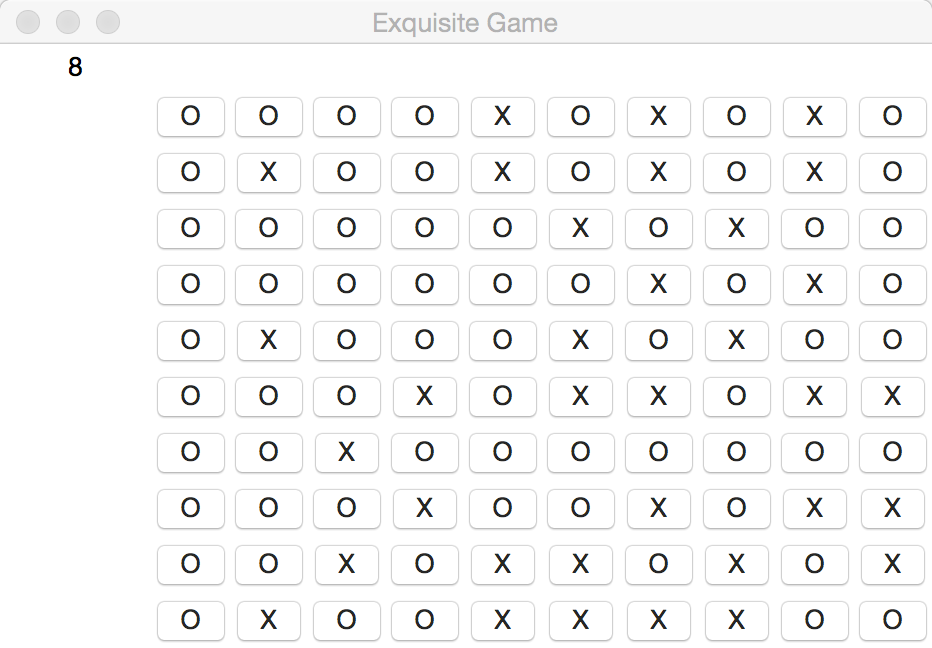 Exquisite Game
8
O O O O X O X O X O
O X O O X O X O X O
O O O O O X O X O O
O O O O O O X O X O
O X O O O X O X O O
O O O X O X X O X X
O O X O O O O O O O
O O O X O O X O X X
O O X O X X O X O X
O X O O X X X X O O